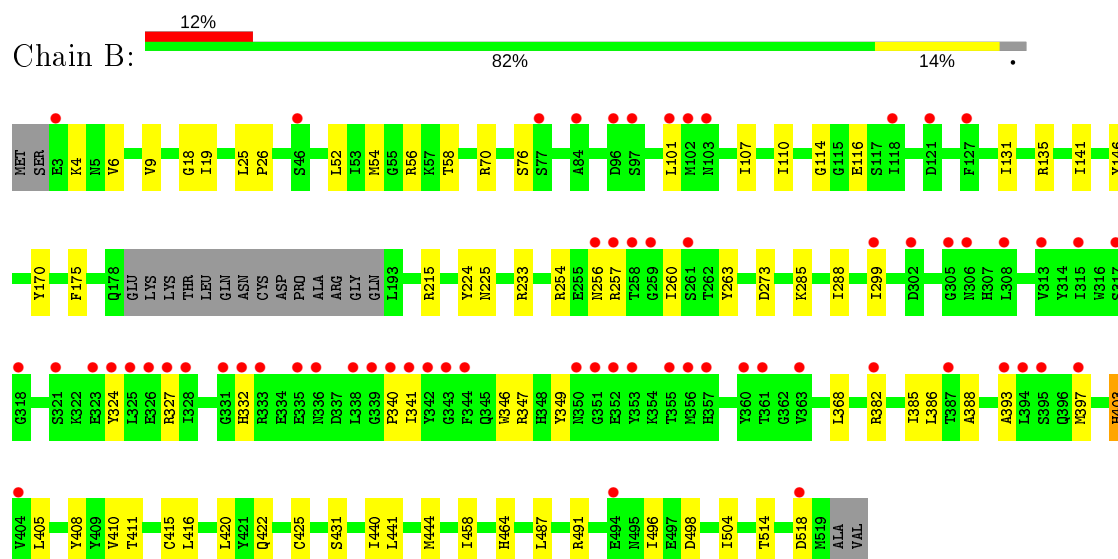 12%
Chain B:
82% 14% •
MET SER E3 K4 N5 V6 V9 G18 I19 L25 P26 S46 L52 I53 M54 G55 R56 K57 T58 R70 S76 S77 A84 D96 S97 L101 M102 N103 I107 I110 G114 G115 E116 S117 I118 D121 F127 I131 R135 I141 Y146
Y170 F175 Q178 GLU LYS LYS THR LEU GLN ASN CYS ASP PRO ALA ARG GLY GLN L193 R215 Y224 N225 R233 R254 E255 N256 R257 T258 G259 I260 S261 T262 Y263 D273 K285 I288 I299 D302 G305 N306 H307 L308 V313 Y314 I315 W316 S317
G318 S321 K322 E323 Y324 L325 E326 R327 I328 G331 H332 R333 E334 E335 N336 D337 L338 G339 P340 I341 Y342 G343 F344 Q345 W346 R347 H348 Y349 N350 G351 E352 Y353 K354 T355 M356 H357 Y360 T361 G362 V363 L368 R382 I385 L386 T387 A388 A393 L394 S395 Q396 M397 H403
V404 L405 Y408 Y409 V410 T411 C415 L416 L420 Y421 Q422 C425 S431 I440 L441 M444 I458 H464 L487 R491 E494 N495 I496 E497 D498 I504 T514 D518 M519 ALA VAL